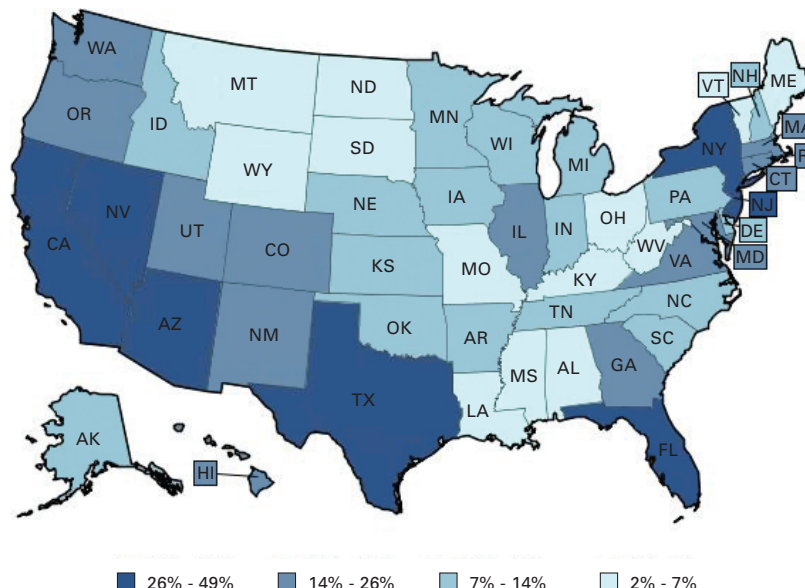 WA
MT
ND
MN
VT
NH
ME
OR
ID
SD
WI
MI
NY
MA
WY
CT
NV
NE
IA
PA
NJ
CA
UT
CO
IL
IN
OH
DE
MD
KS
MO
WV
VA
KY
AZ
NM
OK
AR
TN
NC
SC
TX
LA
MS
AL
GA
AK
HI
FL
26% - 49% 14% - 26% 7% - 14% 2% - 7%